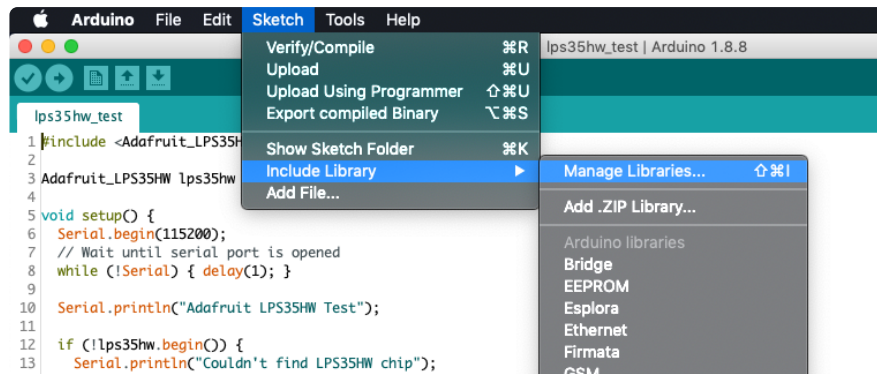 Arduino File Edit Sketch Tools Help
lps35hw_test | Arduino 1.8.8
Verify/Compile ⌘R
Upload ⌘U
Upload Using Programmer ⇧⌘U
Export compiled Binary ⌥⌘S
Show Sketch Folder ⌘K
Include Library ▶
Add File...
Manage Libraries... ⇧⌘I
Add .ZIP Library...
Arduino libraries
Bridge
EEPROM
Esplora
Ethernet
Firmata
GSM
lps35hw_test
1 #include <Adafruit_LPS35H
2
3 Adafruit_LPS35HW lps35hw
4
5 void setup() {
6 Serial.begin(115200);
7 // Wait until serial port is opened
8 while (!Serial) { delay(1); }
9
10 Serial.println("Adafruit LPS35HW Test");
11
12 if (!lps35hw.begin()) {
13 Serial.println("Couldn't find LPS35HW chip");